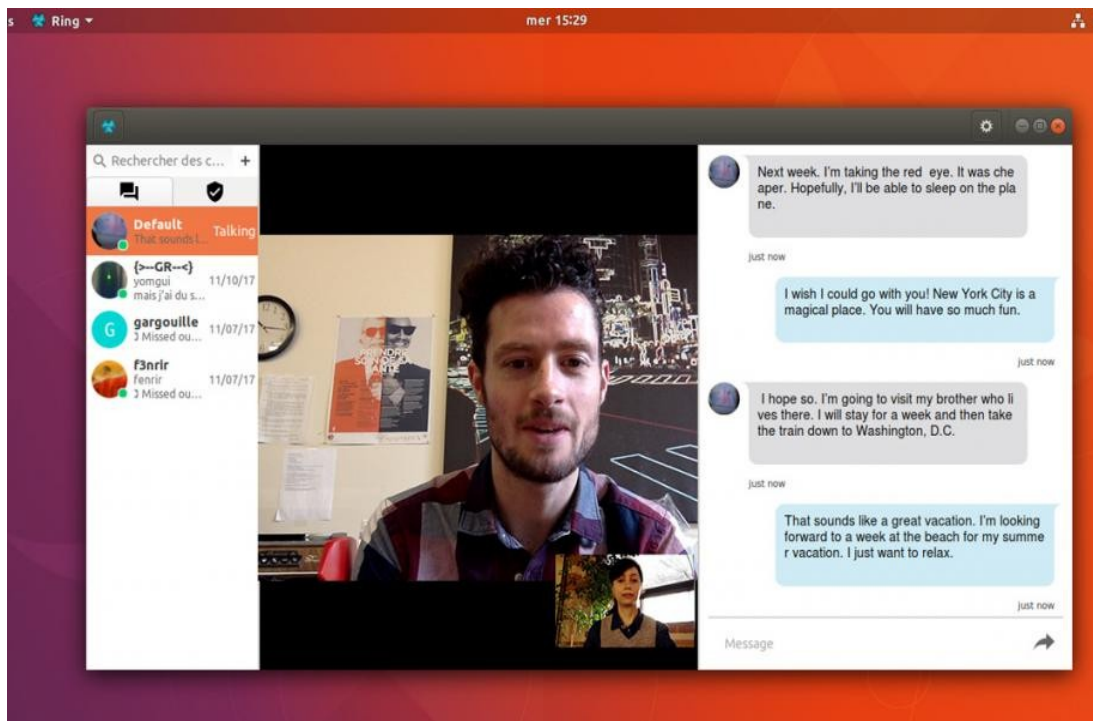 s Ring
mer 15:29
Rechercher des c... +
Default
Talking
That sounds l...
{>--GR--<}
yomgui
11/10/17
mais j'ai du s...
G
gargouille
11/07/17
3 Missed ou...
f3nrir
fenrir
11/07/17
3 Missed ou...
PRENDRE
SON DE
Next week. I'm taking the red  eye. It was che
aper. Hopefully, I'll be able to sleep on the pla
ne.
just now
I wish I could go with you! New York City is a
magical place. You will have so much fun.
just now
I hope so. I'm going to visit my brother who li
ves there. I will stay for a week and then take
the train down to Washington, D.C.
just now
That sounds like a great vacation. I'm looking
forward to a week at the beach for my summe
r vacation. I just want to relax.
just now
Message